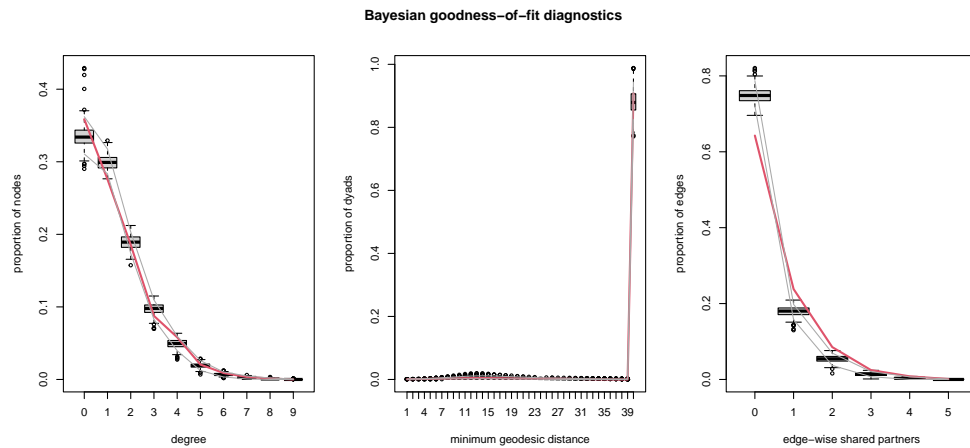 Bayesian goodness−of−fit diagnostics
proportion of nodes
0.0 0.1 0.2 0.3 0.4
0 1 2 3 4 5 6 7 8 9
degree
proportion of dyads
0.0 0.2 0.4 0.6 0.8 1.0
1 4 7 11 15 19 23 27 31 35 39
minimum geodesic distance
proportion of edges
0.0 0.2 0.4 0.6 0.8
0 1 2 3 4 5
edge−wise shared partners